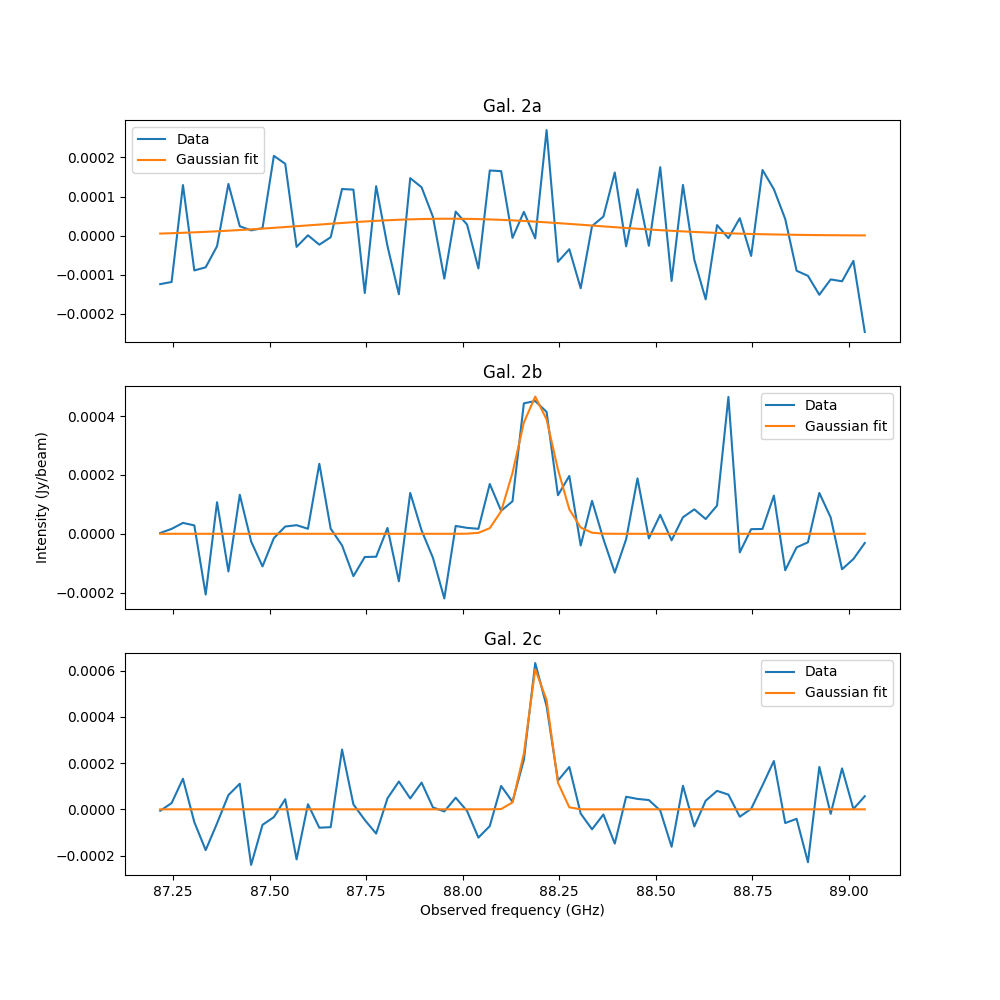 Gal. 2a
Data
Gaussian fit
0.0002
0.0001
0.0000
−0.0001
−0.0002
Gal. 2b
Data
Gaussian fit
0.0004
0.0002
0.0000
−0.0002
Intensity (Jy/beam)
Gal. 2c
Data
Gaussian fit
0.0006
0.0004
0.0002
0.0000
−0.0002
87.25 87.50 87.75 88.00 88.25 88.50 88.75 89.00
Observed frequency (GHz)